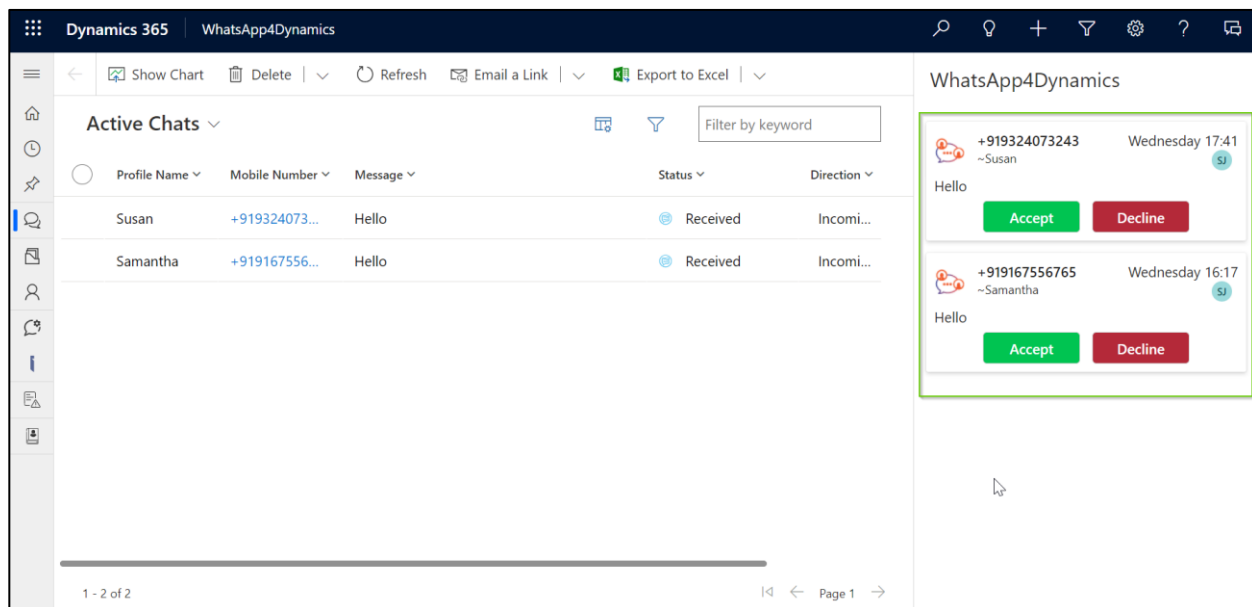 Dynamics 365 WhatsApp4Dynamics
Show Chart Delete Refresh Email a Link Export to Excel
Active Chats Filter by keyword
Profile Name Mobile Number Message Status Direction
Susan +919324073... Hello Received Incomi...
Samantha +919167556... Hello Received Incomi...
1 - 2 of 2 Page 1
WhatsApp4Dynamics
+919324073243 Wednesday 17:41
~Susan SJ
Hello
Accept Decline
+919167556765 Wednesday 16:17
~Samantha SJ
Hello
Accept Decline